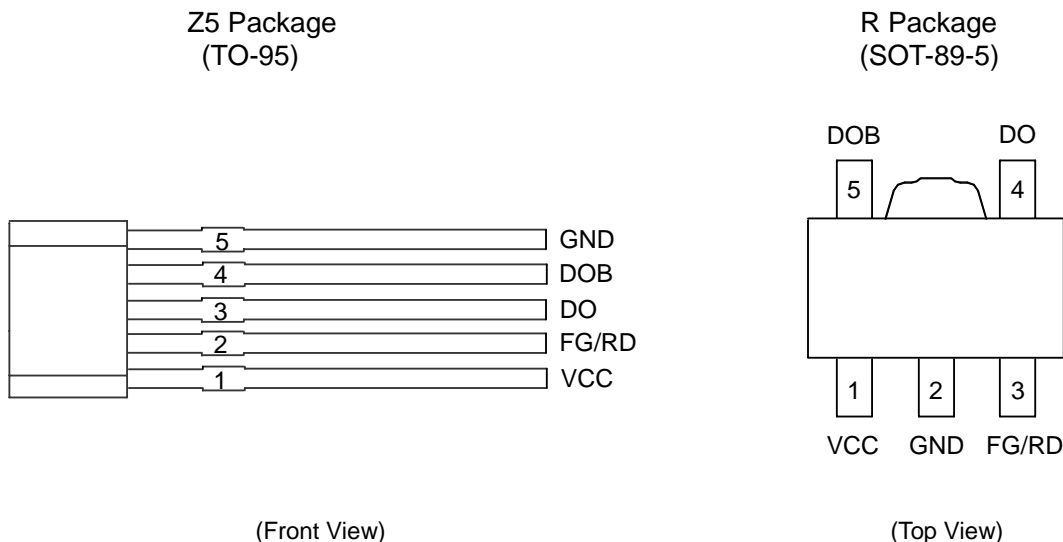 Z5 Package
(TO-95)
5 GND
4 DOB
3 DO
2 FG/RD
1 VCC
(Front View)
R Package
(SOT-89-5)
DOB DO
5 4
1 2 3
VCC GND FG/RD
(Top View)